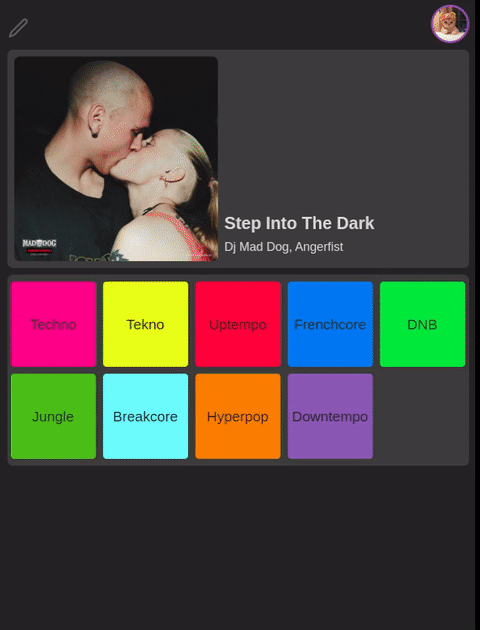 MAD DOG
Step Into The Dark
Dj Mad Dog, Angerfist
Techno
Tekno
Uptempo
Frenchcore
DNB
Jungle
Breakcore
Hyperpop
Downtempo